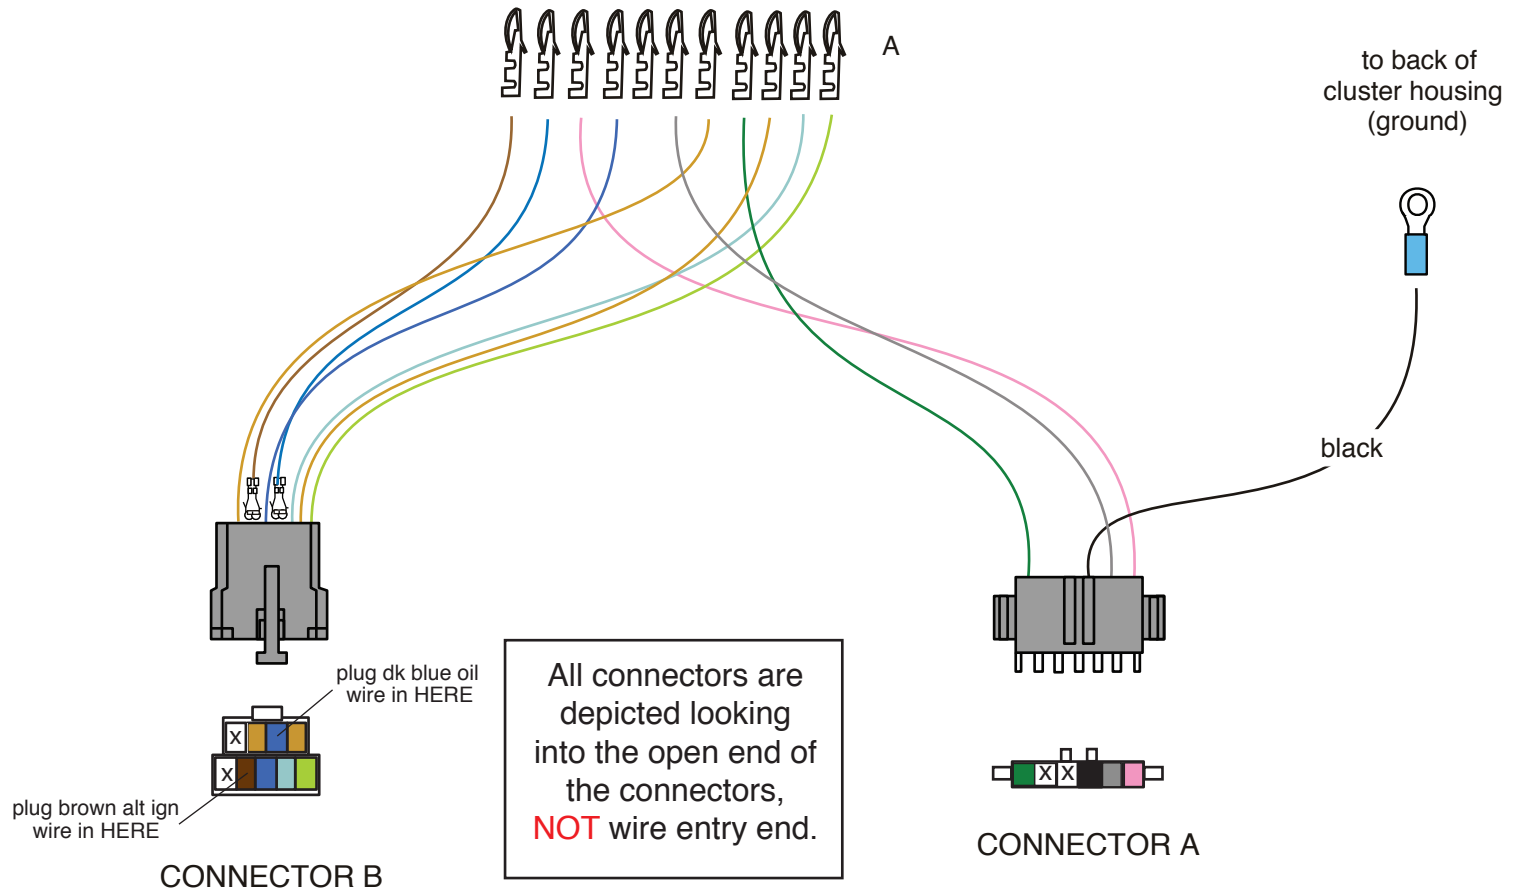 A
to back of
cluster housing
(ground)
black
plug dk blue oil
wire in HERE
X
X
plug brown alt ign
wire in HERE
CONNECTOR B
All connectors are
depicted looking
into the open end of
the connectors,
NOT wire entry end.
X X
CONNECTOR A